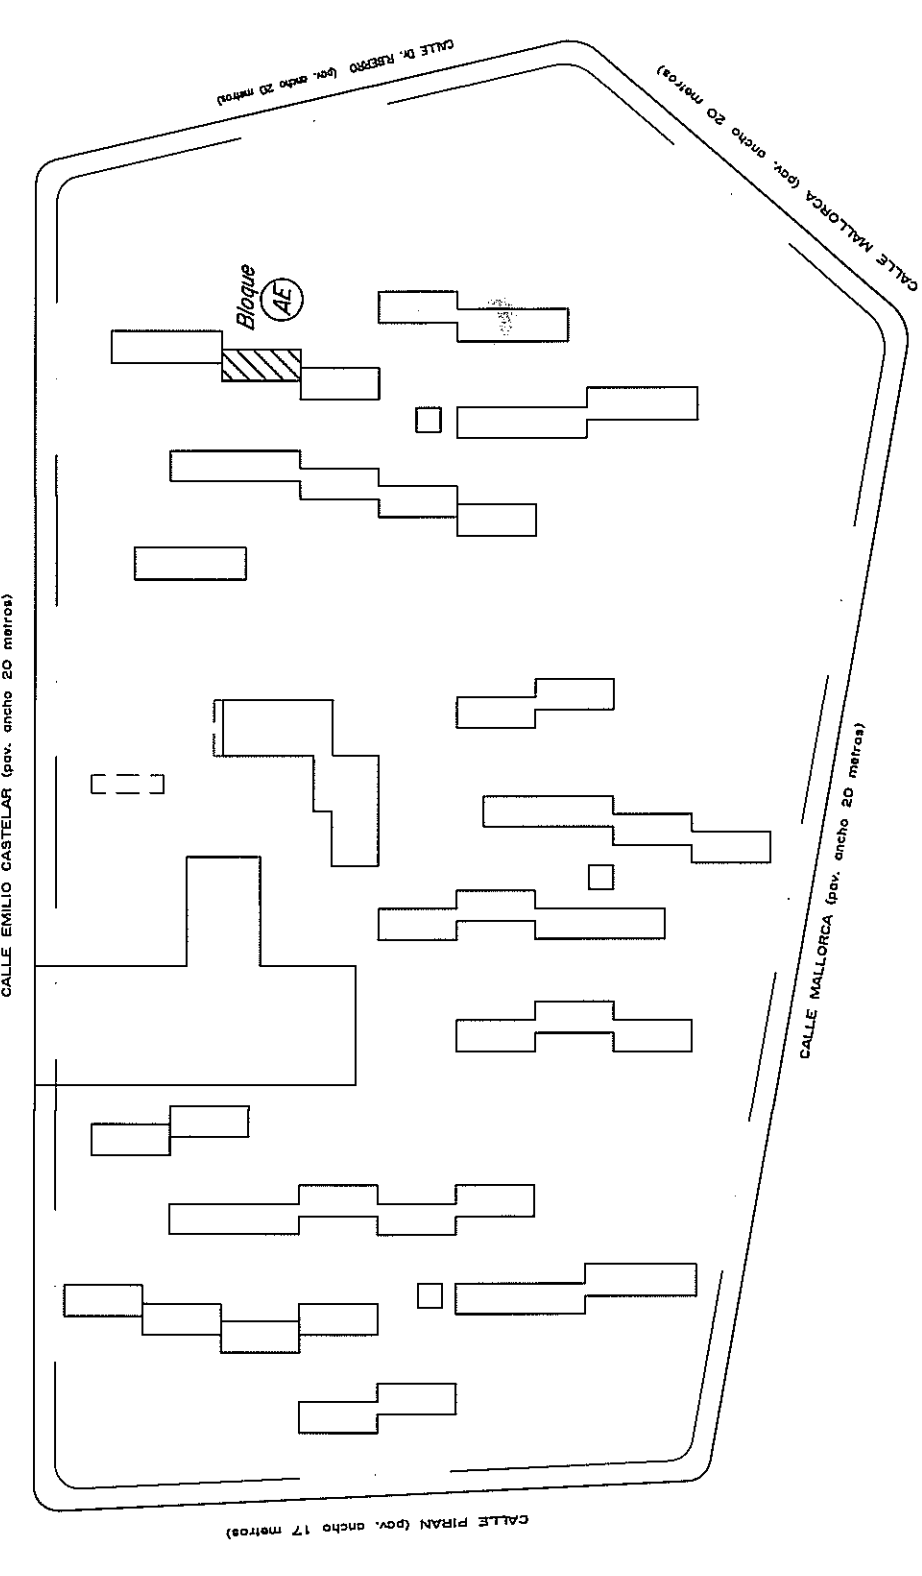 CALLE Dr. RIBERRO (pav. ancho 20 metros)
CALLE MALLORCA (pav. ancho 20 metros)
Bloque
AE
CALLE EMILIO CASTELAR (pav. ancho 20 metros)
CALLE MALLORCA (pav. ancho 20 metros)
CALLE PIRAN (pav. ancho 17 metros)